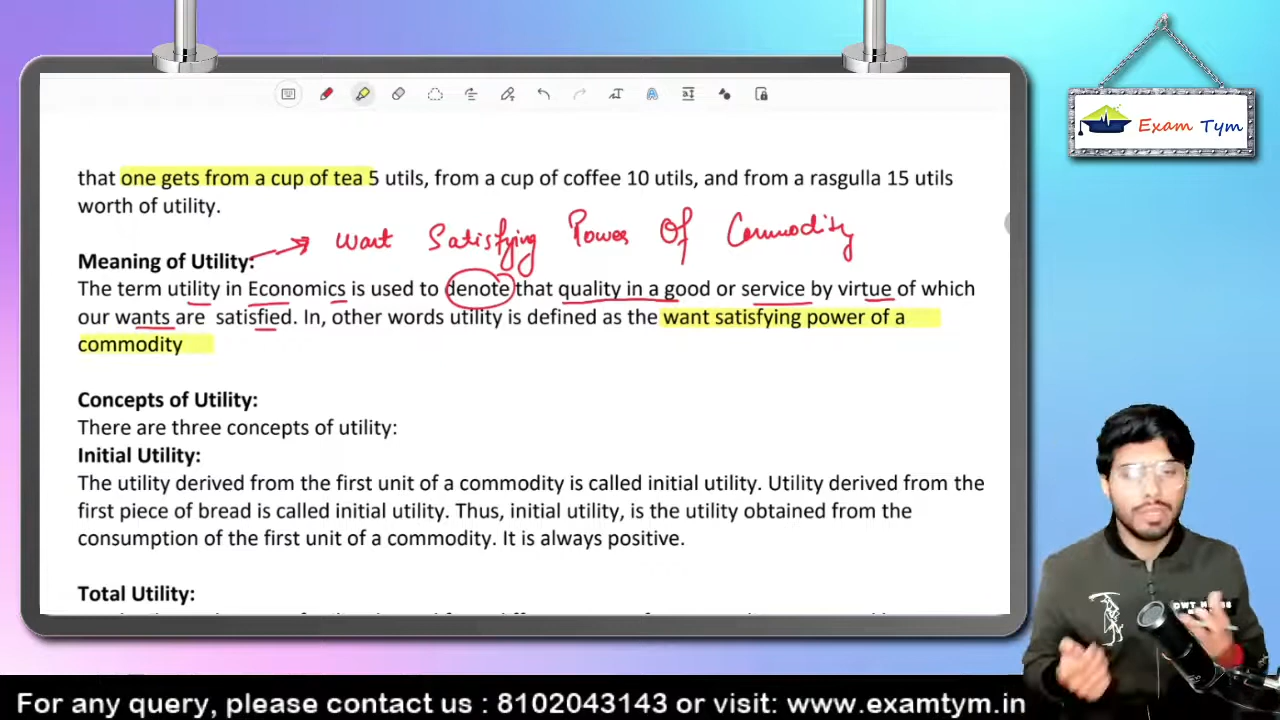 Exam Tym
that one gets from a cup of tea 5 utils, from a cup of coffee 10 utils, and from a rasgulla 15 utils
worth of utility.
Want Satisfying Power Of Commodity
Meaning of Utility:
The term utility in Economics is used to denote that quality in a good or service by virtue of which
our wants are satisfied. In, other words utility is defined as the want satisfying power of a
commodity
Concepts of Utility:
There are three concepts of utility:
Initial Utility:
The utility derived from the first unit of a commodity is called initial utility. Utility derived from the
first piece of bread is called initial utility. Thus, initial utility, is the utility obtained from the
consumption of the first unit of a commodity. It is always positive.
Total Utility:
For any query, please contact us : 8102043143 or visit: www.examtym.in